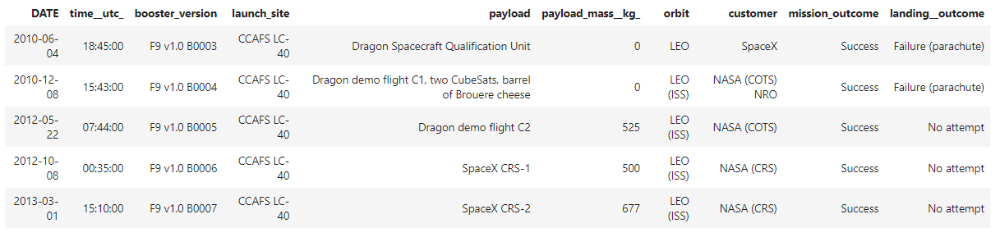 DATE time__utc_ booster_version launch_site payload payload_mass__kg_ orbit customer mission_outcome landing__outcome
2010-06-04 18:45:00 F9 v1.0 B0003 CCAFS LC-40 Dragon Spacecraft Qualification Unit 0 LEO SpaceX Success Failure (parachute)
2010-12-08 15:43:00 F9 v1.0 B0004 CCAFS LC-40 Dragon demo flight C1, two CubeSats, barrel of Brouere cheese 0 LEO (ISS) NASA (COTS) NRO Success Failure (parachute)
2012-05-22 07:44:00 F9 v1.0 B0005 CCAFS LC-40 Dragon demo flight C2 525 LEO (ISS) NASA (COTS) Success No attempt
2012-10-08 00:35:00 F9 v1.0 B0006 CCAFS LC-40 SpaceX CRS-1 500 LEO (ISS) NASA (CRS) Success No attempt
2013-03-01 15:10:00 F9 v1.0 B0007 CCAFS LC-40 SpaceX CRS-2 677 LEO (ISS) NASA (CRS) Success No attempt